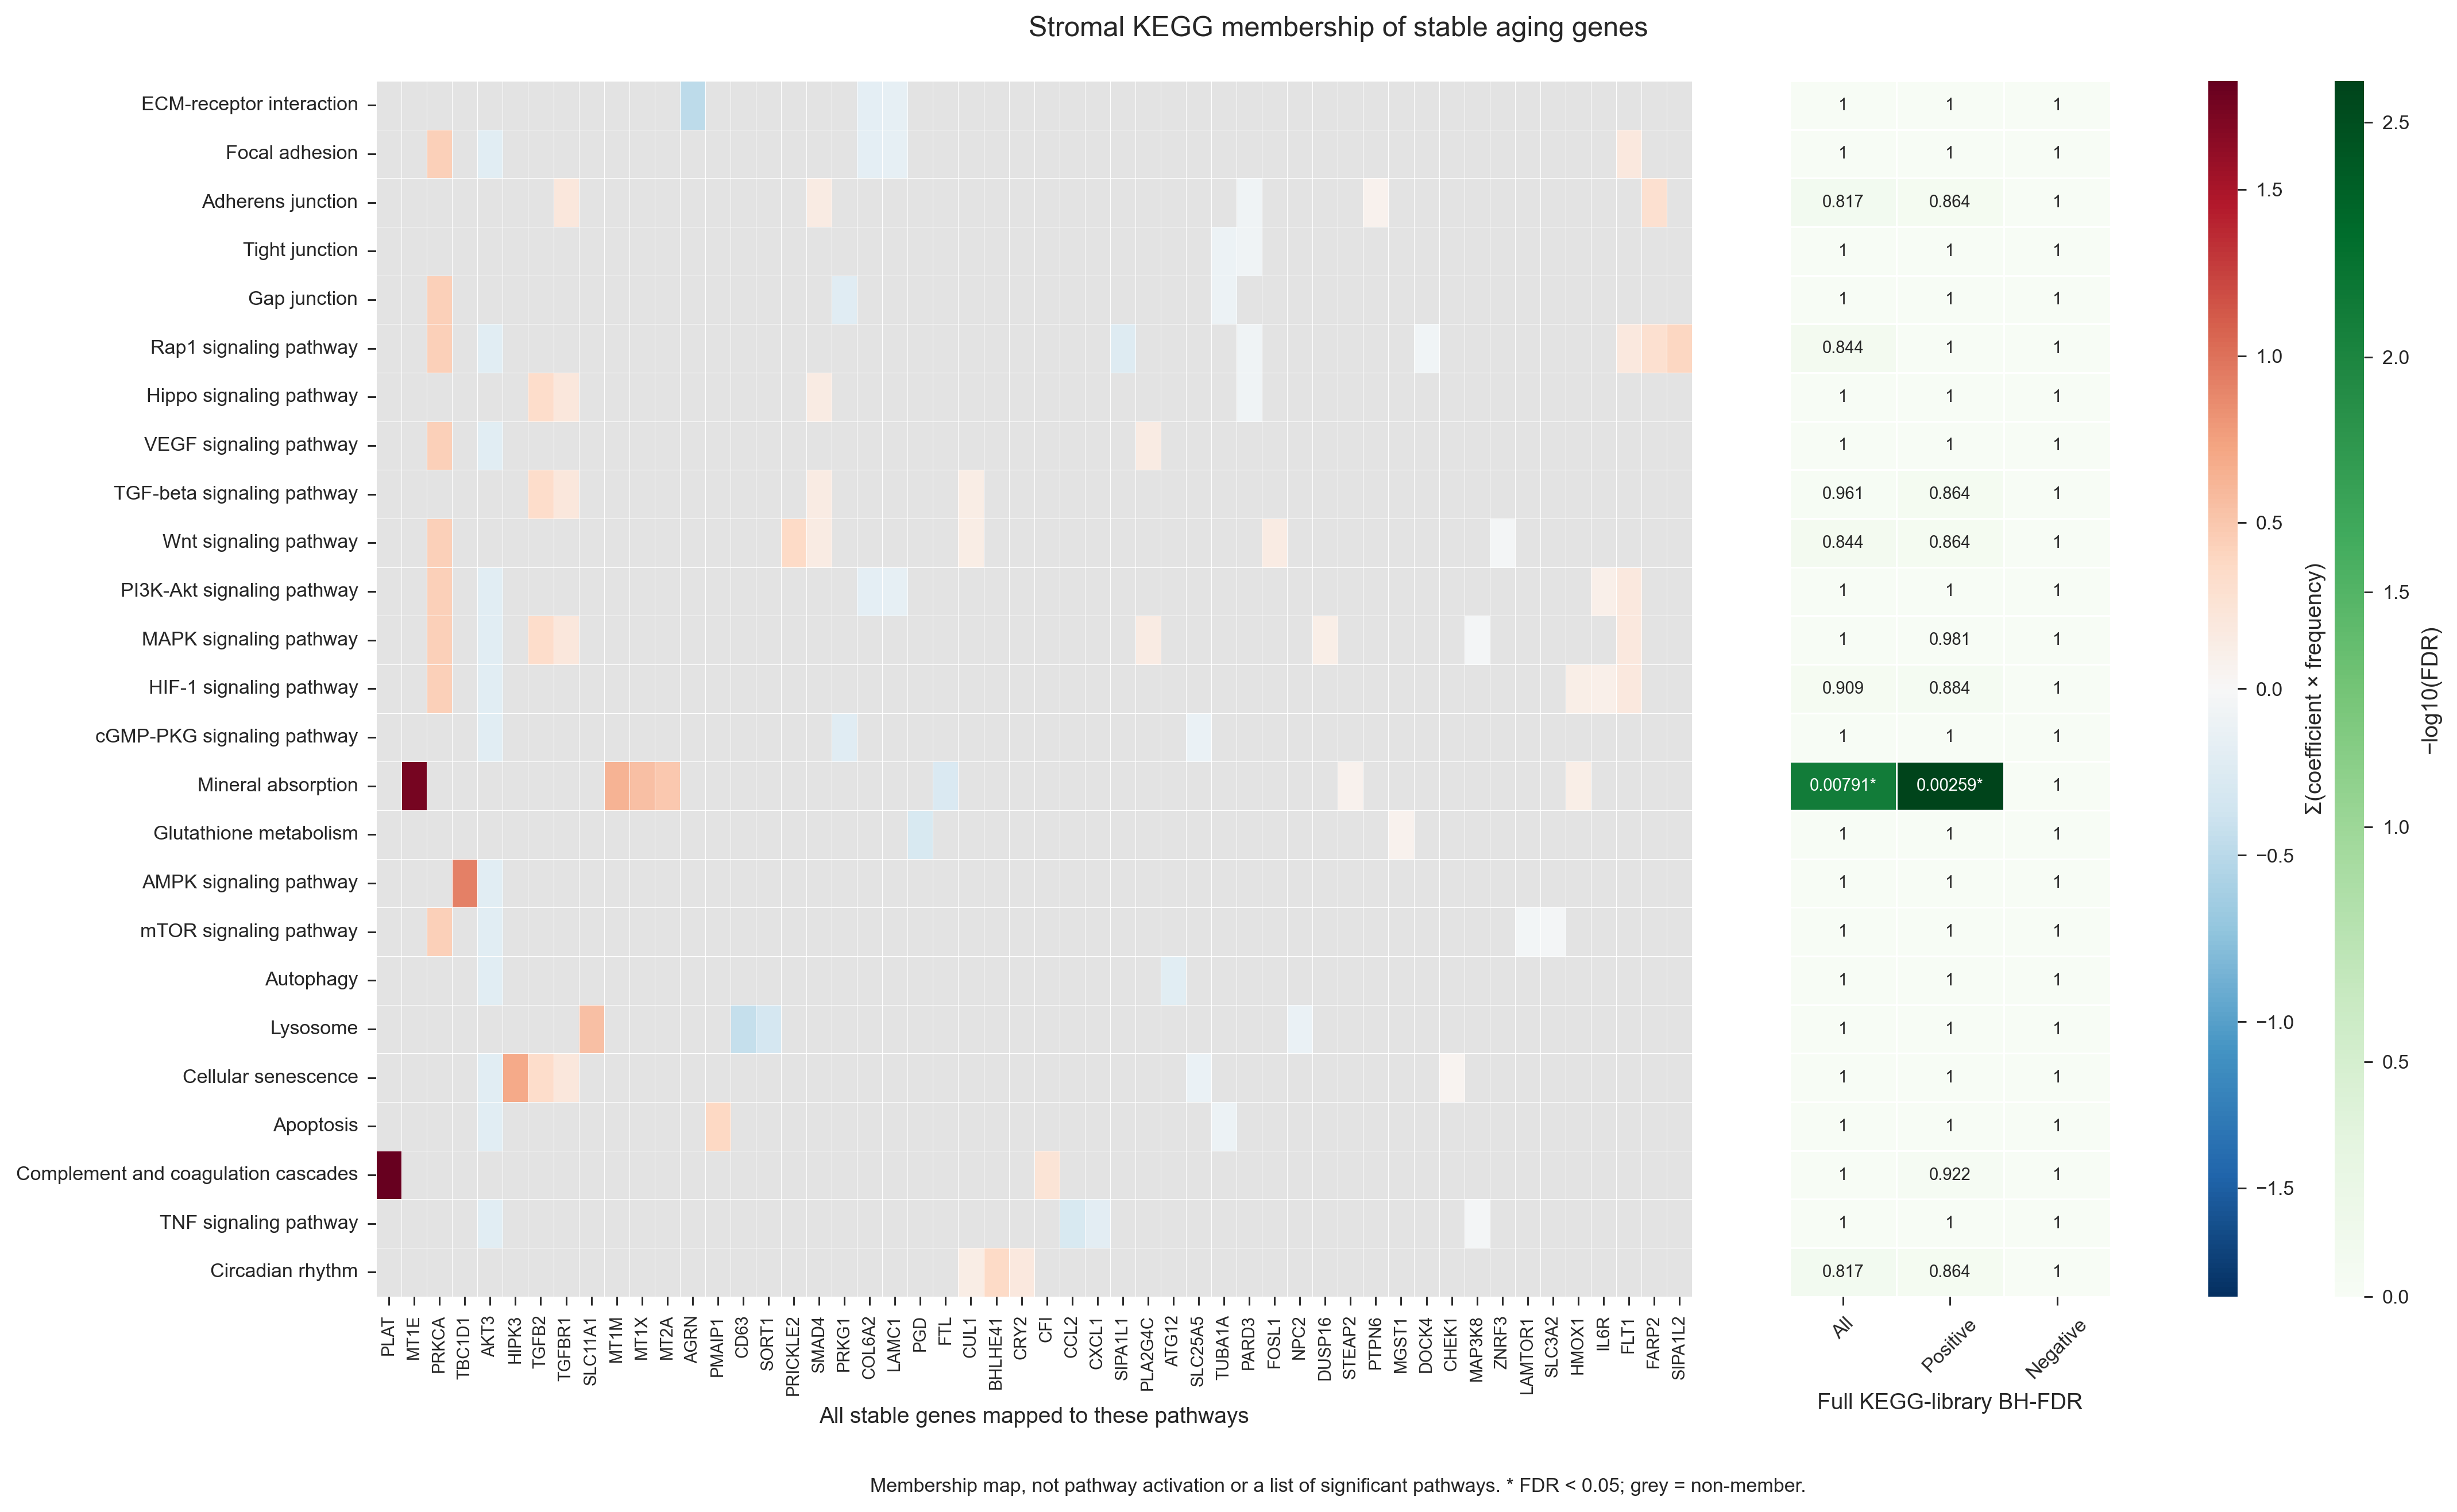 Stromal KEGG membership of stable aging genes
ECM-receptor interaction 1 1 1
Focal adhesion 1 1 1
Adherens junction 0.817 0.864 1
Tight junction 1 1 1
Gap junction 1 1 1
Rap1 signaling pathway 0.844 1 1
Hippo signaling pathway 1 1 1
VEGF signaling pathway 1 1 1
TGF-beta signaling pathway 0.961 0.864 1
Wnt signaling pathway 0.844 0.864 1
PI3K-Akt signaling pathway 1 1 1
MAPK signaling pathway 1 0.981 1
HIF-1 signaling pathway 0.909 0.884 1
cGMP-PKG signaling pathway 1 1 1
Mineral absorption 0.00791* 0.00259* 1
Glutathione metabolism 1 1 1
AMPK signaling pathway 1 1 1
mTOR signaling pathway 1 1 1
Autophagy 1 1 1
Lysosome 1 1 1
Cellular senescence 1 1 1
Apoptosis 1 1 1
Complement and coagulation cascades 1 0.922 1
TNF signaling pathway 1 1 1
Circadian rhythm 0.817 0.864 1
PLAT
MT1E
PRKCA
TBC1D1
AKT3
HIPK3
TGFB2
TGFBR1
SLC11A1
MT1M
MT1X
MT2A
AGRN
PMAIP1
CD63
SORT1
PRICKLE2
SMAD4
PRKG1
COL6A2
LAMC1
PGD
FTL
CUL1
BHLHE41
CRY2
CFI
CCL2
CXCL1
SIPA1L1
PLA2G4C
ATG12
SLC25A5
TUBA1A
PARD3
FOSL1
NPC2
DUSP16
STEAP2
PTPN6
MGST1
DOCK4
CHEK1
MAP3K8
ZNRF3
LAMTOR1
SLC3A2
HMOX1
IL6R
FLT1
FARP2
SIPA1L2
All stable genes mapped to these pathways
All
Positive
Negative
Full KEGG-library BH-FDR
1.5
1.0
0.5
0.0
−0.5
−1.0
−1.5
Σ(coefficient × frequency)
2.5
2.0
1.5
1.0
0.5
0.0
−log10(FDR)
Membership map, not pathway activation or a list of significant pathways. * FDR < 0.05; grey = non-member.